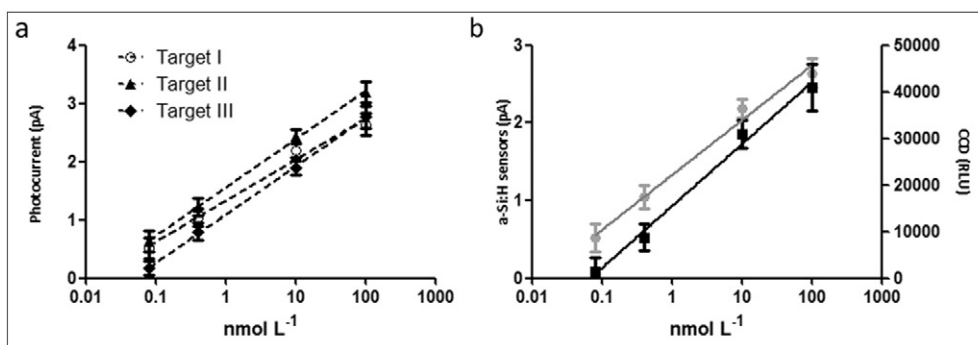 a
Photocurrent (pA)
4
3
2
1
0
Target I
Target II
Target III
0.01 0.1 1 10 100 1000
nmol L⁻¹
b
a-Si:H sensors (pA)
3
2
1
0
0.01 0.1 1 10 100 1000
nmol L⁻¹
50000
40000
30000
20000
10000
0
CCD (RLU)